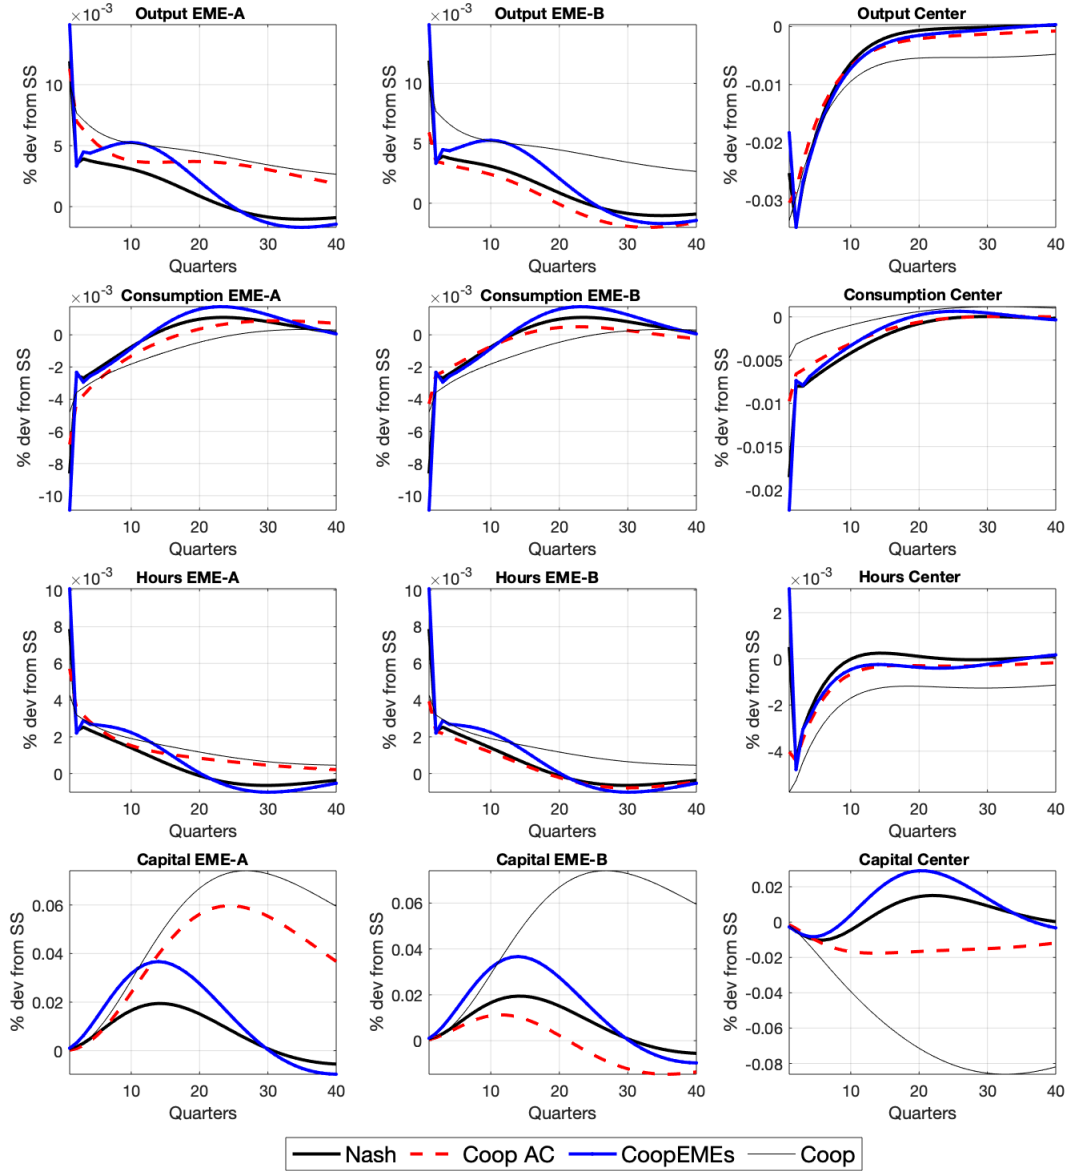 Output EME-A
×10⁻³
% dev from SS
10
5
0
10 20 30 40
Quarters
Output EME-B
×10⁻³
% dev from SS
10
5
0
10 20 30 40
Quarters
Output Center
% dev from SS
0
-0.01
-0.02
-0.03
10 20 30 40
Quarters
Consumption EME-A
×10⁻³
% dev from SS
0
-2
-4
-6
-8
-10
10 20 30 40
Quarters
Consumption EME-B
×10⁻³
% dev from SS
0
-2
-4
-6
-8
-10
10 20 30 40
Quarters
Consumption Center
% dev from SS
0
-0.005
-0.01
-0.015
-0.02
10 20 30 40
Quarters
Hours EME-A
×10⁻³
% dev from SS
10
8
6
4
2
0
10 20 30 40
Quarters
Hours EME-B
×10⁻³
% dev from SS
10
8
6
4
2
0
10 20 30 40
Quarters
Hours Center
×10⁻³
% dev from SS
2
0
-2
-4
10 20 30 40
Quarters
Capital EME-A
% dev from SS
0.06
0.04
0.02
0
10 20 30 40
Quarters
Capital EME-B
% dev from SS
0.06
0.04
0.02
0
10 20 30 40
Quarters
Capital Center
% dev from SS
0.02
0
-0.02
-0.04
-0.06
-0.08
10 20 30 40
Quarters
Nash Coop AC CoopEMEs Coop